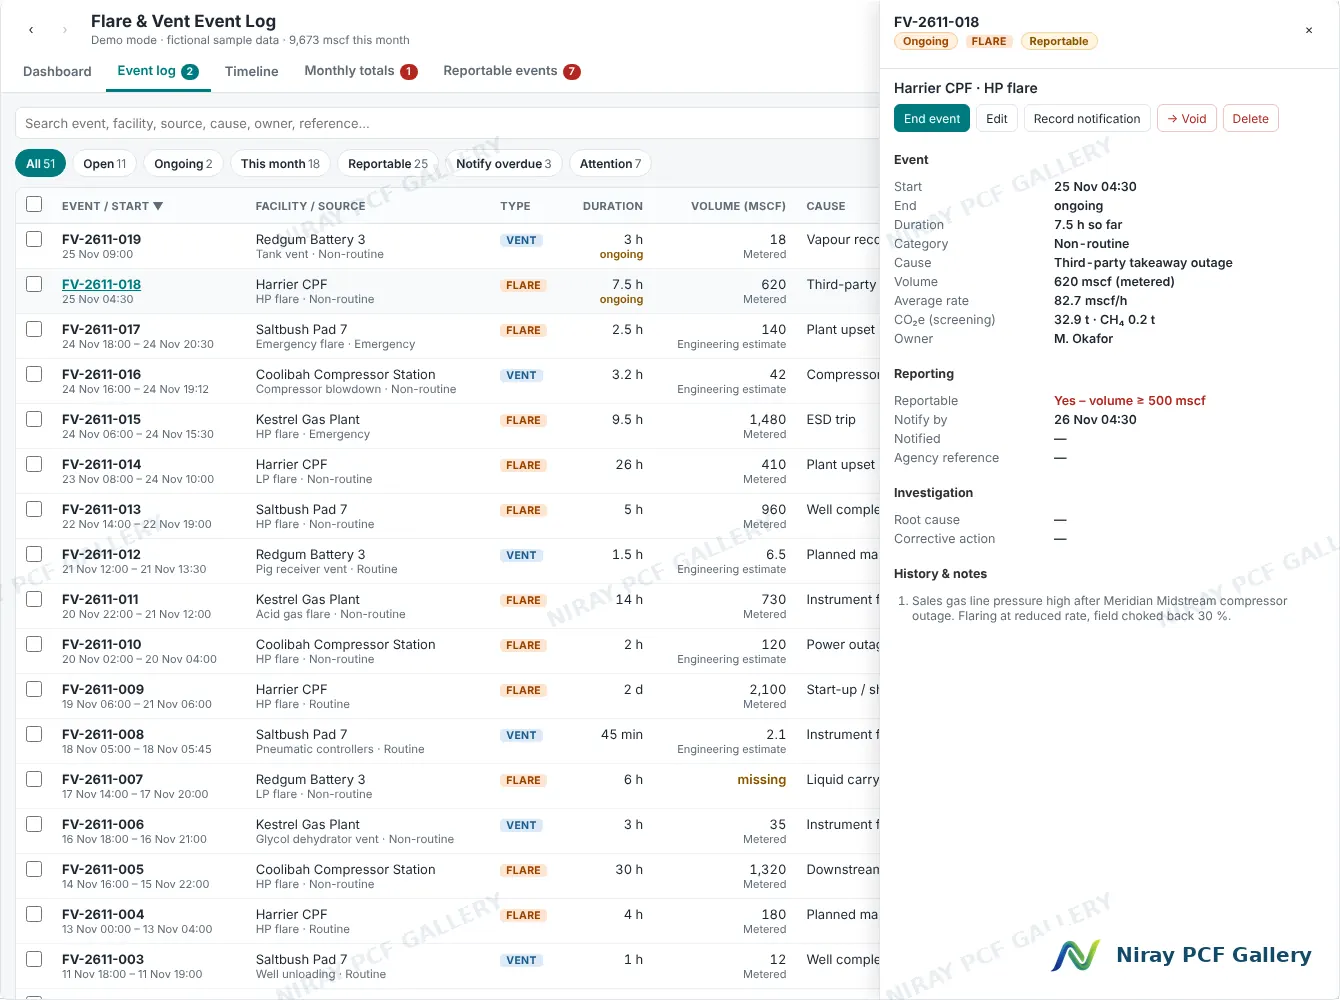 ‹ › Flare & Vent Event Log
Demo mode · fictional sample data · 9,673 mscf this month
Dashboard Event log 2 Timeline Monthly totals 1 Reportable events 7
Search event, facility, source, cause, owner, reference...
All 51 Open 11 Ongoing 2 This month 18 Reportable 25 Notify overdue 3 Attention 7
EVENT / START ▼ FACILITY / SOURCE TYPE DURATION VOLUME (MSCF) CAUSE
FV-2611-019 Redgum Battery 3 VENT 3 h 18 Vapour reco
25 Nov 09:00 Tank vent · Non-routine ongoing Metered
FV-2611-018 Harrier CPF FLARE 7.5 h 620 Third-party
25 Nov 04:30 HP flare · Non-routine ongoing Metered
FV-2611-017 Saltbush Pad 7 FLARE 2.5 h 140 Plant upset
24 Nov 18:00 – 24 Nov 20:30 Emergency flare · Emergency Engineering estimate
FV-2611-016 Coolibah Compressor Station VENT 3.2 h 42 Compressor
24 Nov 16:00 – 24 Nov 19:12 Compressor blowdown · Non-routine Engineering estimate
FV-2611-015 Kestrel Gas Plant FLARE 9.5 h 1,480 ESD trip
24 Nov 06:00 – 24 Nov 15:30 HP flare · Emergency Metered
FV-2611-014 Harrier CPF FLARE 26 h 410 Plant upset
23 Nov 08:00 – 24 Nov 10:00 LP flare · Non-routine Metered
FV-2611-013 Saltbush Pad 7 FLARE 5 h 960 Well comple
22 Nov 14:00 – 22 Nov 19:00 HP flare · Non-routine Metered
FV-2611-012 Redgum Battery 3 VENT 1.5 h 6.5 Planned ma
21 Nov 12:00 – 21 Nov 13:30 Pig receiver vent · Routine Engineering estimate
FV-2611-011 Kestrel Gas Plant FLARE 14 h 730 Instrument f
20 Nov 22:00 – 21 Nov 12:00 Acid gas flare · Non-routine Metered
FV-2611-010 Coolibah Compressor Station FLARE 2 h 120 Power outag
20 Nov 02:00 – 20 Nov 04:00 HP flare · Non-routine Engineering estimate
FV-2611-009 Harrier CPF FLARE 2 d 2,100 Start-up / sh
19 Nov 06:00 – 21 Nov 06:00 HP flare · Routine Metered
FV-2611-008 Saltbush Pad 7 VENT 45 min 2.1 Instrument f
18 Nov 05:00 – 18 Nov 05:45 Pneumatic controllers · Routine Engineering estimate
FV-2611-007 Redgum Battery 3 FLARE 6 h missing Liquid carry
17 Nov 14:00 – 17 Nov 20:00 LP flare · Non-routine
FV-2611-006 Kestrel Gas Plant VENT 3 h 35 Instrument f
16 Nov 18:00 – 16 Nov 21:00 Glycol dehydrator vent · Non-routine Metered
FV-2611-005 Coolibah Compressor Station FLARE 30 h 1,320 Downstream
14 Nov 16:00 – 15 Nov 22:00 HP flare · Non-routine Metered
FV-2611-004 Harrier CPF FLARE 4 h 180 Planned ma
13 Nov 00:00 – 13 Nov 04:00 HP flare · Routine Metered
FV-2611-003 Saltbush Pad 7 VENT 1 h 12 Well comple
11 Nov 18:00 – 11 Nov 19:00 Well unloading · Routine Metered
FV-2611-018 ×
Ongoing FLARE Reportable
Harrier CPF · HP flare
End event Edit Record notification → Void Delete
Event
Start 25 Nov 04:30
End ongoing
Duration 7.5 h so far
Category Non-routine
Cause Third-party takeaway outage
Volume 620 mscf (metered)
Average rate 82.7 mscf/h
CO₂e (screening) 32.9 t · CH₄ 0.2 t
Owner M. Okafor
Reporting
Reportable Yes – volume ≥ 500 mscf
Notify by 26 Nov 04:30
Notified —
Agency reference —
Investigation
Root cause —
Corrective action —
History & notes
1. Sales gas line pressure high after Meridian Midstream compressor
outage. Flaring at reduced rate, field choked back 30 %.
Niray PCF Gallery
NIRAY PCF GALLERY
NIRAY PCF GALLERY
NIRAY PCF GALLERY
NIRAY PCF GALLERY
NIRAY PCF GALLERY